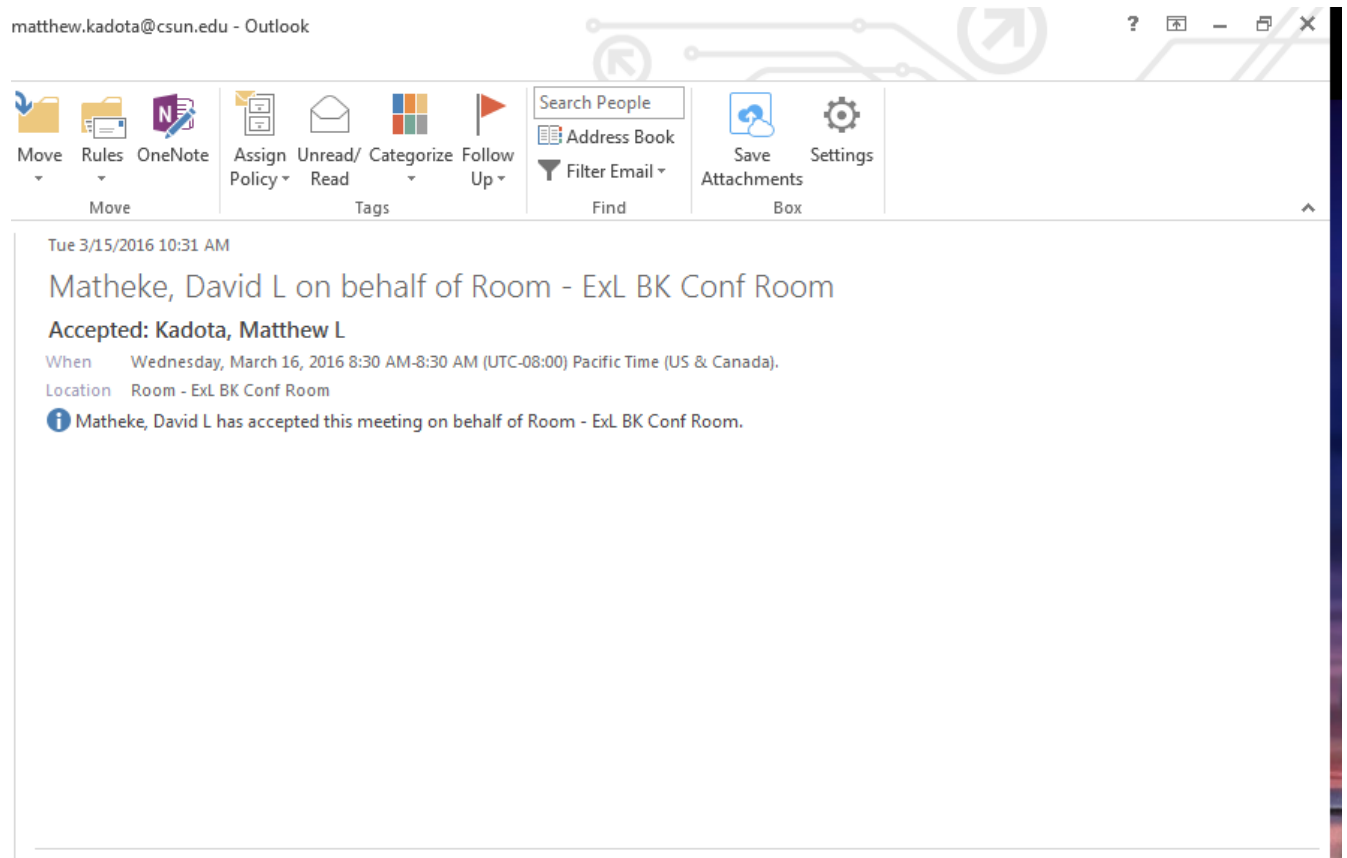 matthew.kadota@csun.edu - Outlook
?
Search People
Address Book
Filter Email
Move Rules OneNote
Assign Policy Unread/ Read Categorize Follow Up
Save Attachments Settings
Move Tags Find Box
Tue 3/15/2016 10:31 AM
Matheke, David L on behalf of Room - ExL BK Conf Room
Accepted: Kadota, Matthew L
When Wednesday, March 16, 2016 8:30 AM-8:30 AM (UTC-08:00) Pacific Time (US & Canada).
Location Room - ExL BK Conf Room
Matheke, David L has accepted this meeting on behalf of Room - ExL BK Conf Room.